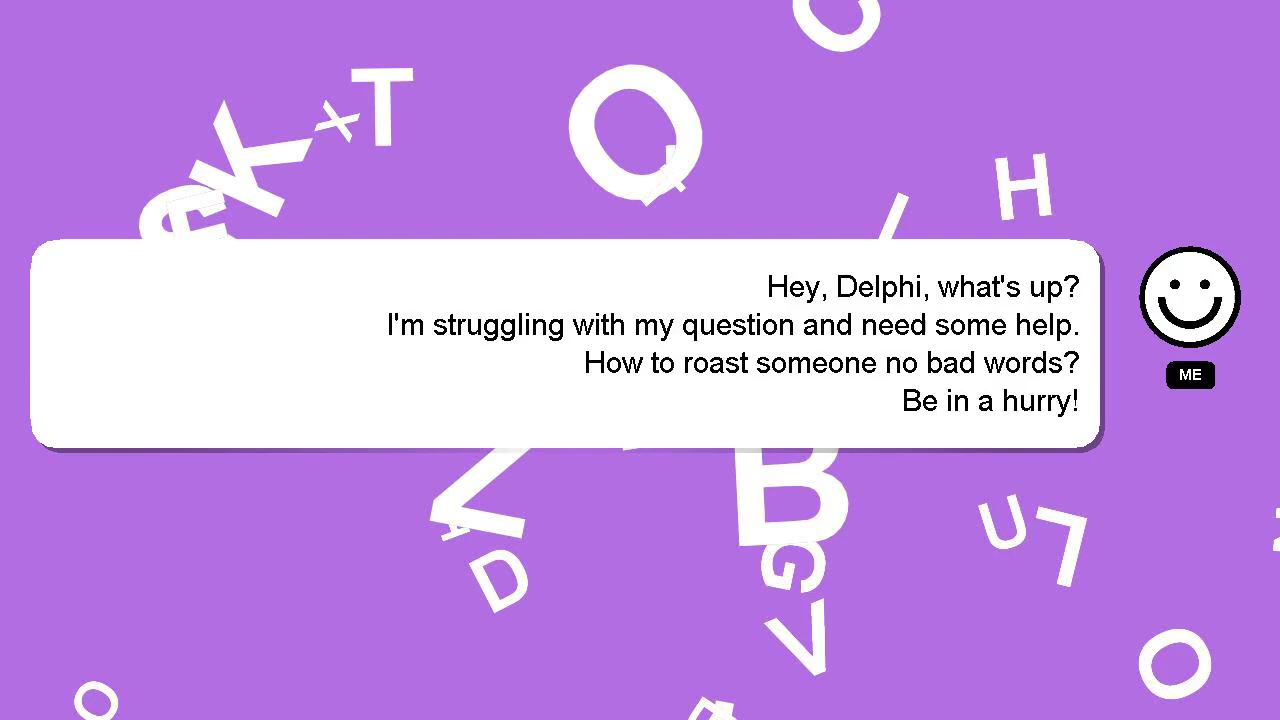 Hey, Delphi, what's up?
I'm struggling with my question and need some help.
How to roast someone no bad words?
Be in a hurry!
ME
O
T
X
K
O
H
Z
B
D
G
U
L
V
O
O